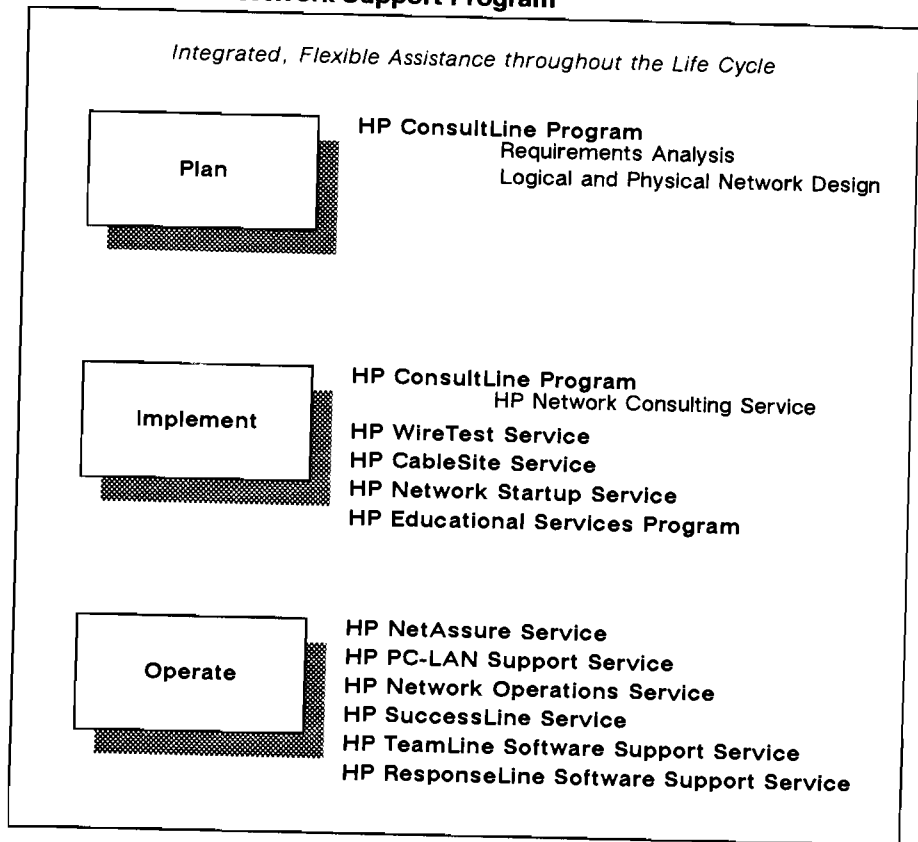 Network Support Program
Integrated, Flexible Assistance throughout the Life Cycle
Plan
HP ConsultLine Program
Requirements Analysis
Logical and Physical Network Design
Implement
HP ConsultLine Program
HP Network Consulting Service
HP WireTest Service
HP CableSite Service
HP Network Startup Service
HP Educational Services Program
Operate
HP NetAssure Service
HP PC-LAN Support Service
HP Network Operations Service
HP SuccessLine Service
HP TeamLine Software Support Service
HP ResponseLine Software Support Service